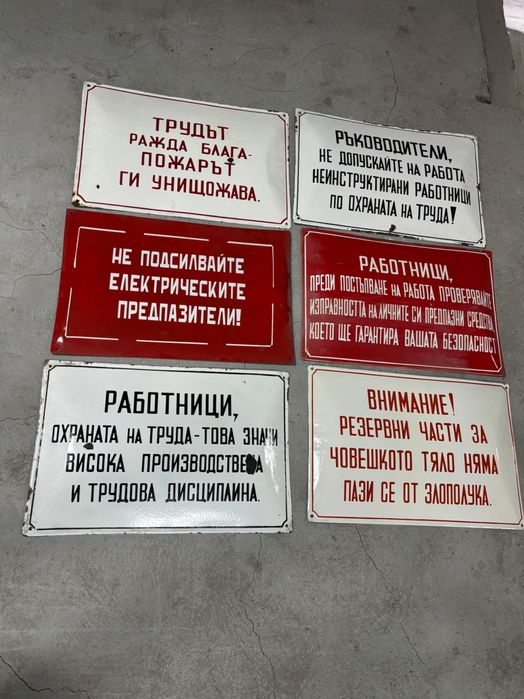 ТРУДЪТ
РАЖДА БЛАГА-
ПОЖАРЪТ
ГИ УНИЩОЖАВА.
РЪКОВОДИТЕЛИ,
НЕ ДОПУСКАЙТЕ НА РАБОТА
НЕИНСТРУКТИРАНИ РАБОТНИЦИ
ПО ОХРАНАТА НА ТРУДА!
НЕ ПОДСИЛВАЙТЕ
ЕЛЕКТРИЧЕСКИТЕ
ПРЕДПАЗИТЕЛИ!
РАБОТНИЦИ,
ПРЕДИ ПОСТЪПВАНЕ НА РАБОТА ПРОВЕРЯВАЙТЕ
ИЗПРАВНОСТТА НА ЛИЧНИТЕ СИ ПРЕДПАЗНИ СРЕДСТВА
КОЕТО ЩЕ ГАРАНТИРА ВАШАТА БЕЗОПАСНОСТ
РАБОТНИЦИ,
ОХРАНАТА НА ТРУДА-ТОВА ЗНАЧИ
ВИСОКА ПРОИЗВОДСТВЕНА
И ТРУДОВА ДИСЦИПЛИНА.
ВНИМАНИЕ!
РЕЗЕРВНИ ЧАСТИ ЗА
ЧОВЕШКОТО ТЯЛО НЯМА
ПАЗИ СЕ ОТ ЗЛОПОЛУКА.